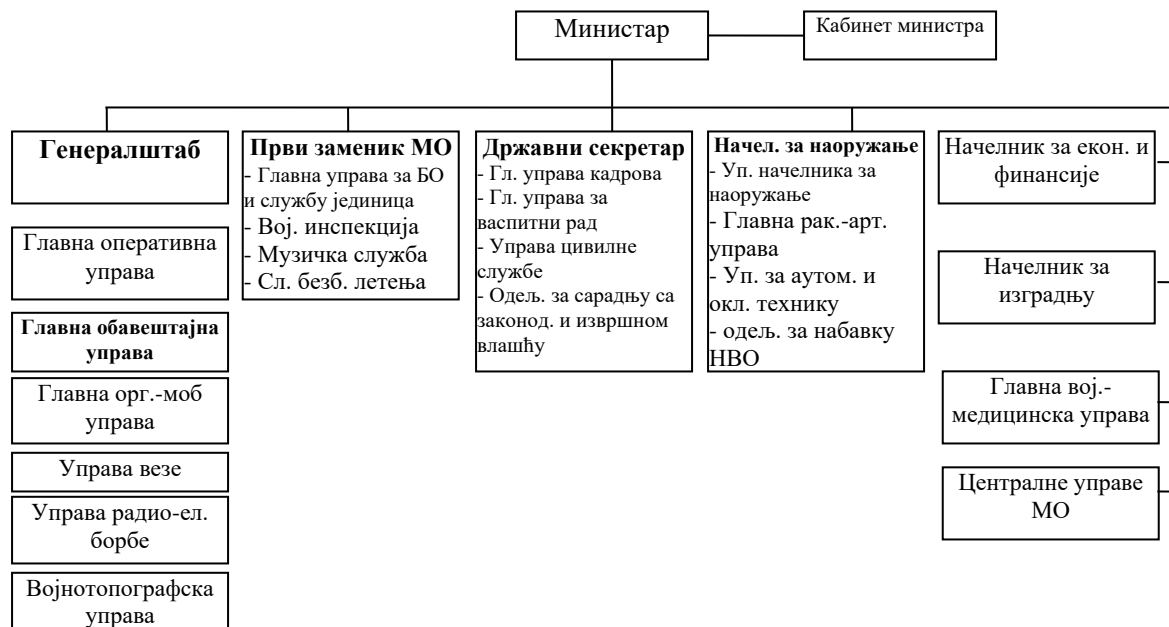 Министар
Кабинет министра
Генералштаб
Главна оперативна
управа
Главна обавештајна
управа
Главна орг.-моб
управа
Управа везе
Управа радио-ел.
борбе
Војнотопографска
управа
Први заменик МО
- Главна управа за БО
и службу јединица
- Вој. инспекција
- Музичка служба
- Сл. безб. летења
Државни секретар
- Гл. управа кадрова
- Гл. управа за
васпитни рад
- Управа цивилне
службе
- Одељ. за сарадњу са
законод. и извршном
влашћу
Начел. за наоружање
- Уп. начелника за
наоружање
- Главна рак.-арт.
управа
- Уп. за аутом. и
окл. технику
- одељ. за набавку
НВО
Начелник за екон. и
финансије
Начелник за
изградњу
Главна вој.-
медицинска управа
Централне управе
МО